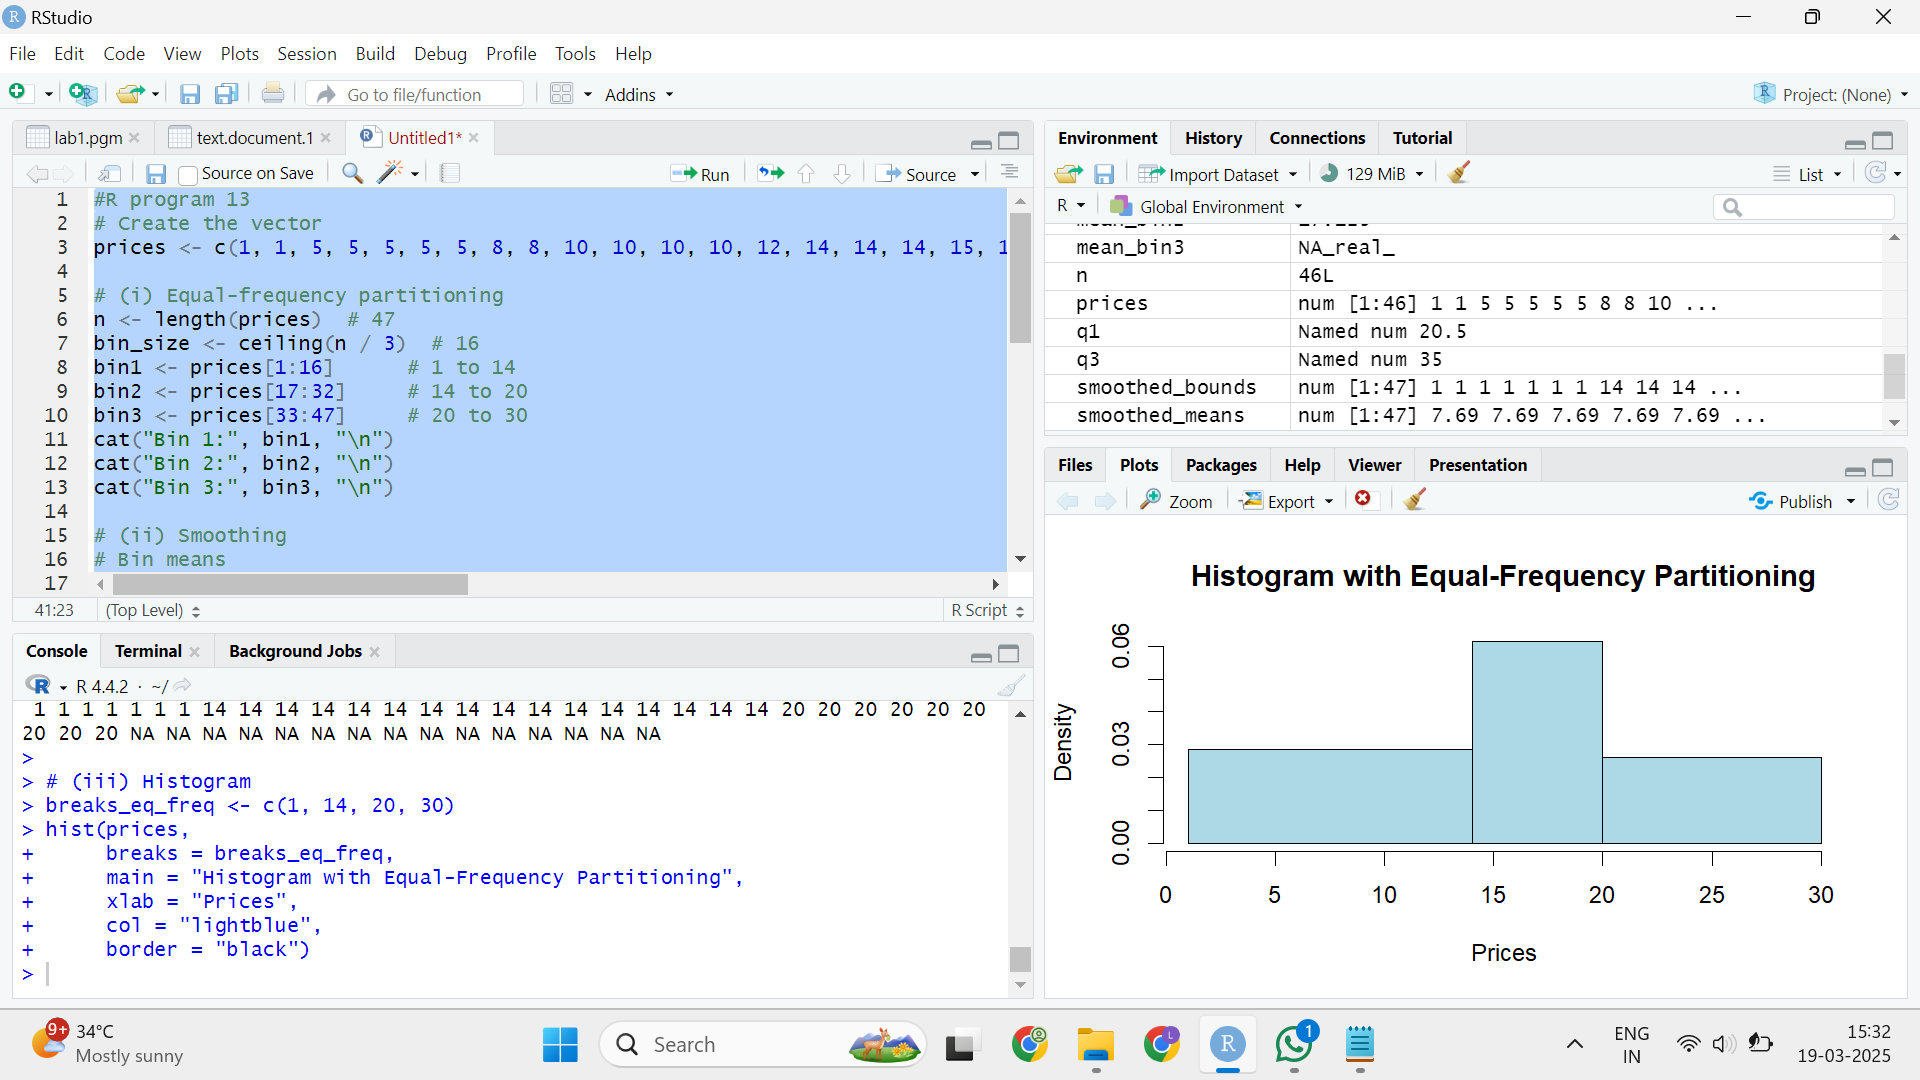 RStudio
File Edit Code View Plots Session Build Debug Profile Tools Help
Go to file/function Addins Project: (None)
lab1.pgm text.document.1 Untitled1*
Source on Save Run Source
1 #R program 13
2 # Create the vector
3 prices <- c(1, 1, 5, 5, 5, 5, 5, 8, 8, 10, 10, 10, 10, 12, 14, 14, 14, 15, 1
4
5 # (i) Equal-frequency partitioning
6 n <- length(prices)  # 47
7 bin_size <- ceiling(n / 3)  # 16
8 bin1 <- prices[1:16]      # 1 to 14
9 bin2 <- prices[17:32]     # 14 to 20
10 bin3 <- prices[33:47]     # 20 to 30
11 cat("Bin 1:", bin1, "\n")
12 cat("Bin 2:", bin2, "\n")
13 cat("Bin 3:", bin3, "\n")
14
15 # (ii) Smoothing
16 # Bin means
17
41:23 (Top Level) R Script
Console Terminal Background Jobs
R R 4.4.2 · ~/
1 1 1 1 1 1 1 14 14 14 14 14 14 14 14 14 14 14 14 14 14 14 14 20 20 20 20 20 20
20 20 20 NA NA NA NA NA NA NA NA NA NA NA NA NA NA NA
>
> # (iii) Histogram
> breaks_eq_freq <- c(1, 14, 20, 30)
> hist(prices,
+      breaks = breaks_eq_freq,
+      main = "Histogram with Equal-Frequency Partitioning",
+      xlab = "Prices",
+      col = "lightblue",
+      border = "black")
>
Environment History Connections Tutorial
Import Dataset 129 MiB List
R Global Environment
mean_bin3 NA_real_
n 46L
prices num [1:46] 1 1 5 5 5 5 5 8 8 10 ...
q1 Named num 20.5
q3 Named num 35
smoothed_bounds num [1:47] 1 1 1 1 1 1 1 14 14 14 ...
smoothed_means num [1:47] 7.69 7.69 7.69 7.69 7.69 ...
Files Plots Packages Help Viewer Presentation
Zoom Export Publish
Histogram with Equal-Frequency Partitioning
Density
0.06
0.03
0.00
0 5 10 15 20 25 30
Prices
9+ 34°C
Mostly sunny
Search
L
R
1
ENG
IN
15:32
19-03-2025